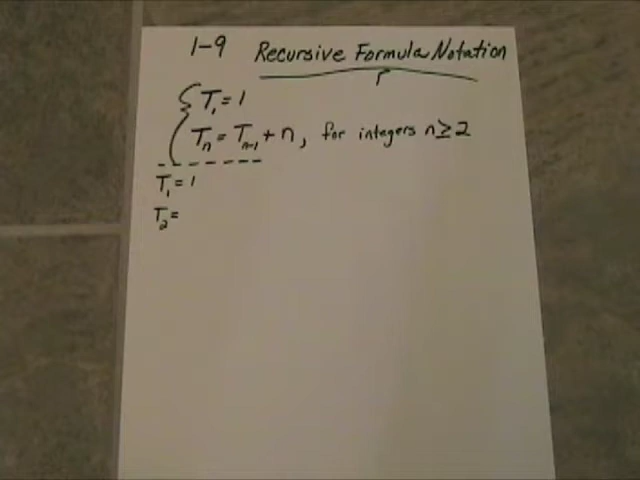 1-9 Recursive Formula Notation
T₁ = 1
Tₙ = Tₙ₋₁ + n, for integers n ≥ 2
T₁ = 1
T₂ =